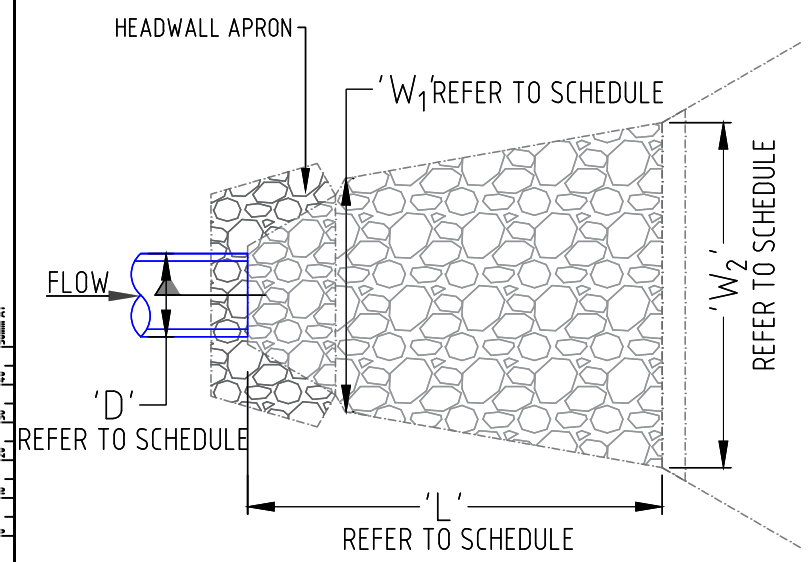 HEADWALL APRON
'W1'REFER TO SCHEDULE
FLOW
'D'
REFER TO SCHEDULE
'L'
REFER TO SCHEDULE
'W2'
REFER TO SCHEDULE